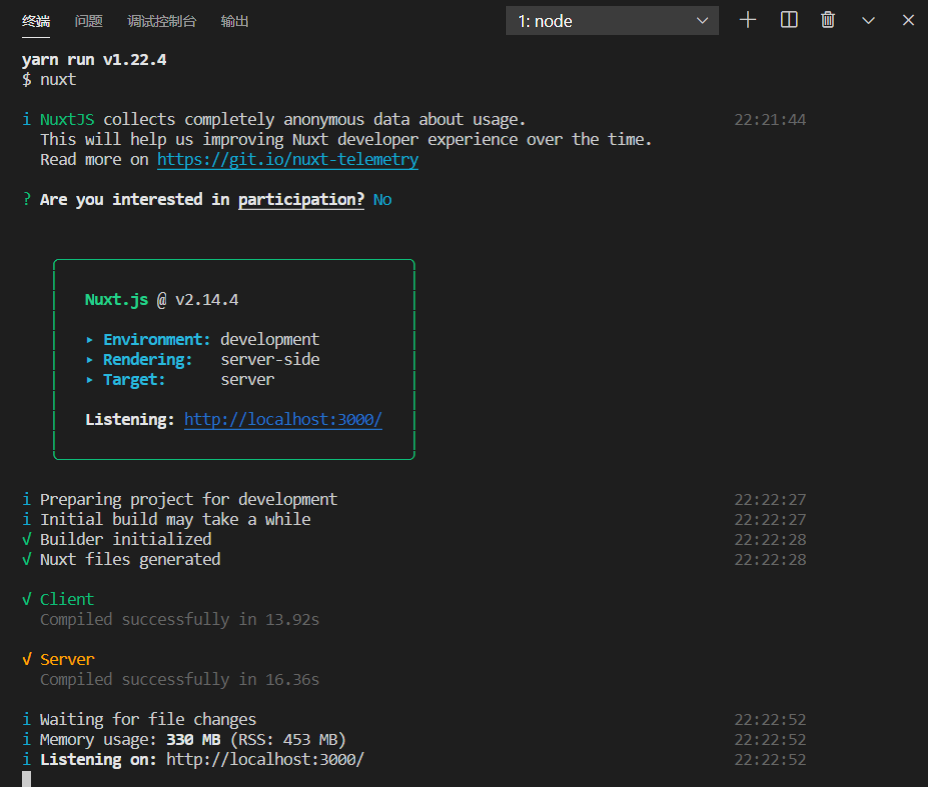 终端 问题 调试控制台 输出 1: node
yarn run v1.22.4
$ nuxt
i NuxtJS collects completely anonymous data about usage. 22:21:44
This will help us improving Nuxt developer experience over the time.
Read more on https://git.io/nuxt-telemetry
? Are you interested in participation? No
Nuxt.js @ v2.14.4
▸ Environment: development
▸ Rendering: server-side
▸ Target: server
Listening: http://localhost:3000/
i Preparing project for development 22:22:27
i Initial build may take a while 22:22:27
√ Builder initialized 22:22:28
√ Nuxt files generated 22:22:28
√ Client
Compiled successfully in 13.92s
√ Server
Compiled successfully in 16.36s
i Waiting for file changes 22:22:52
i Memory usage: 330 MB (RSS: 453 MB) 22:22:52
i Listening on: http://localhost:3000/ 22:22:52